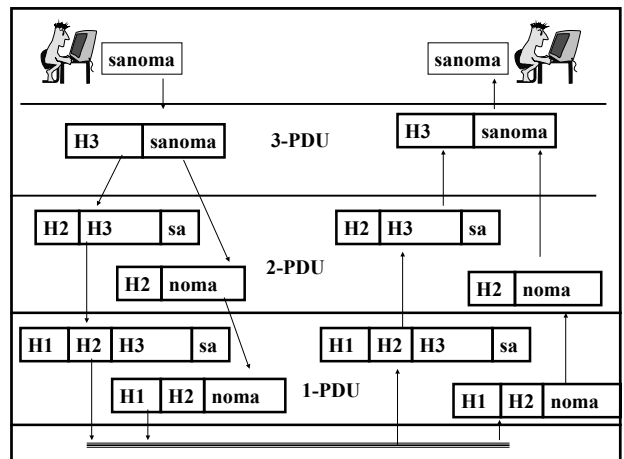 sanoma sanoma
H3 sanoma 3-PDU H3 sanoma
H2 H3 sa H2 H3 sa
H2 noma 2-PDU H2 noma
H1 H2 H3 sa H1 H2 H3 sa
H1 H2 noma 1-PDU H1 H2 noma